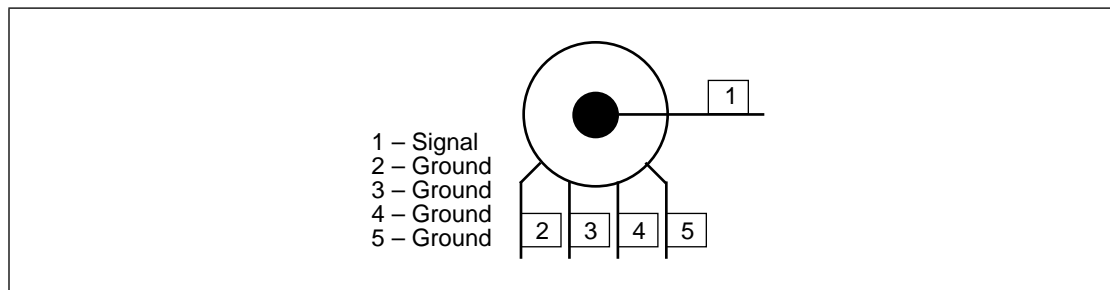 1
1 – Signal
2 – Ground
3 – Ground
4 – Ground
5 – Ground
2 3 4 5